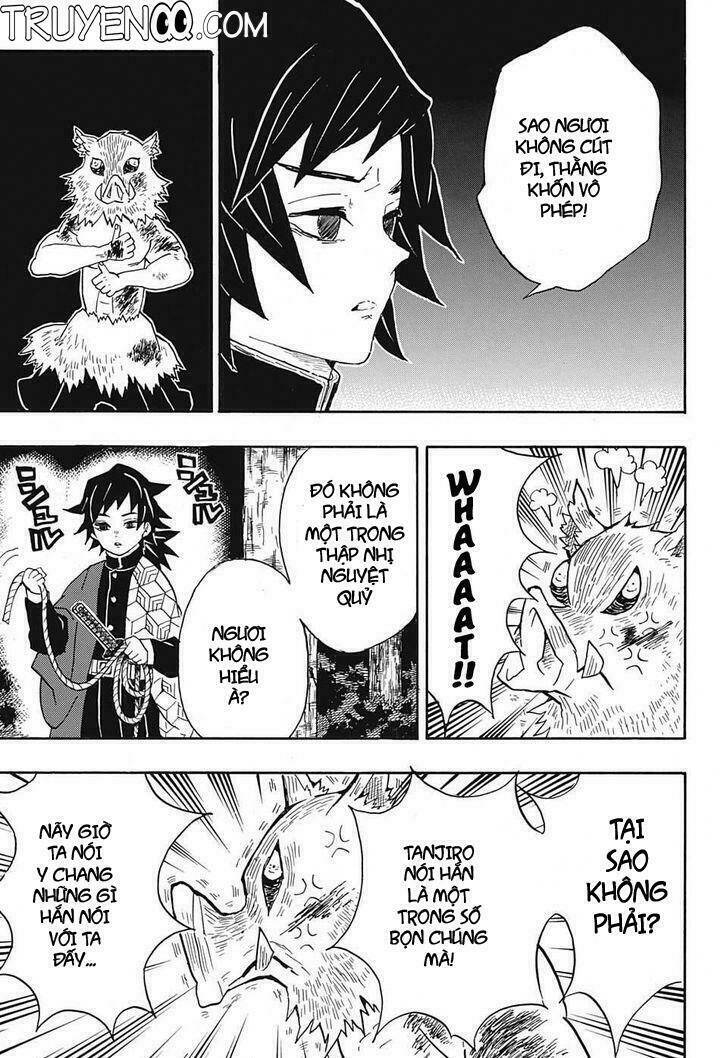 TRUYENQQ.COM
SAO NGƯƠI
KHÔNG CÚT
ĐI, THẰNG
KHỐN VÔ
PHÉP!
WHAAAAT!!
ĐÓ KHÔNG
PHẢI LÀ
MỘT TRONG
THẬP NHỊ
NGUYỆT
QUỶ
NGƯƠI
KHÔNG
HIỂU
À?
TẠI
SAO
KHÔNG
PHẢI?
TANJIRO
NÓI HẮN
LÀ MỘT
TRONG SỐ
BỌN CHÚNG
MÀ!
NÃY GIỜ
TA NÓI
Y CHANG
NHỮNG GÌ
HẮN NÓI
VỚI TA
ĐẤY...